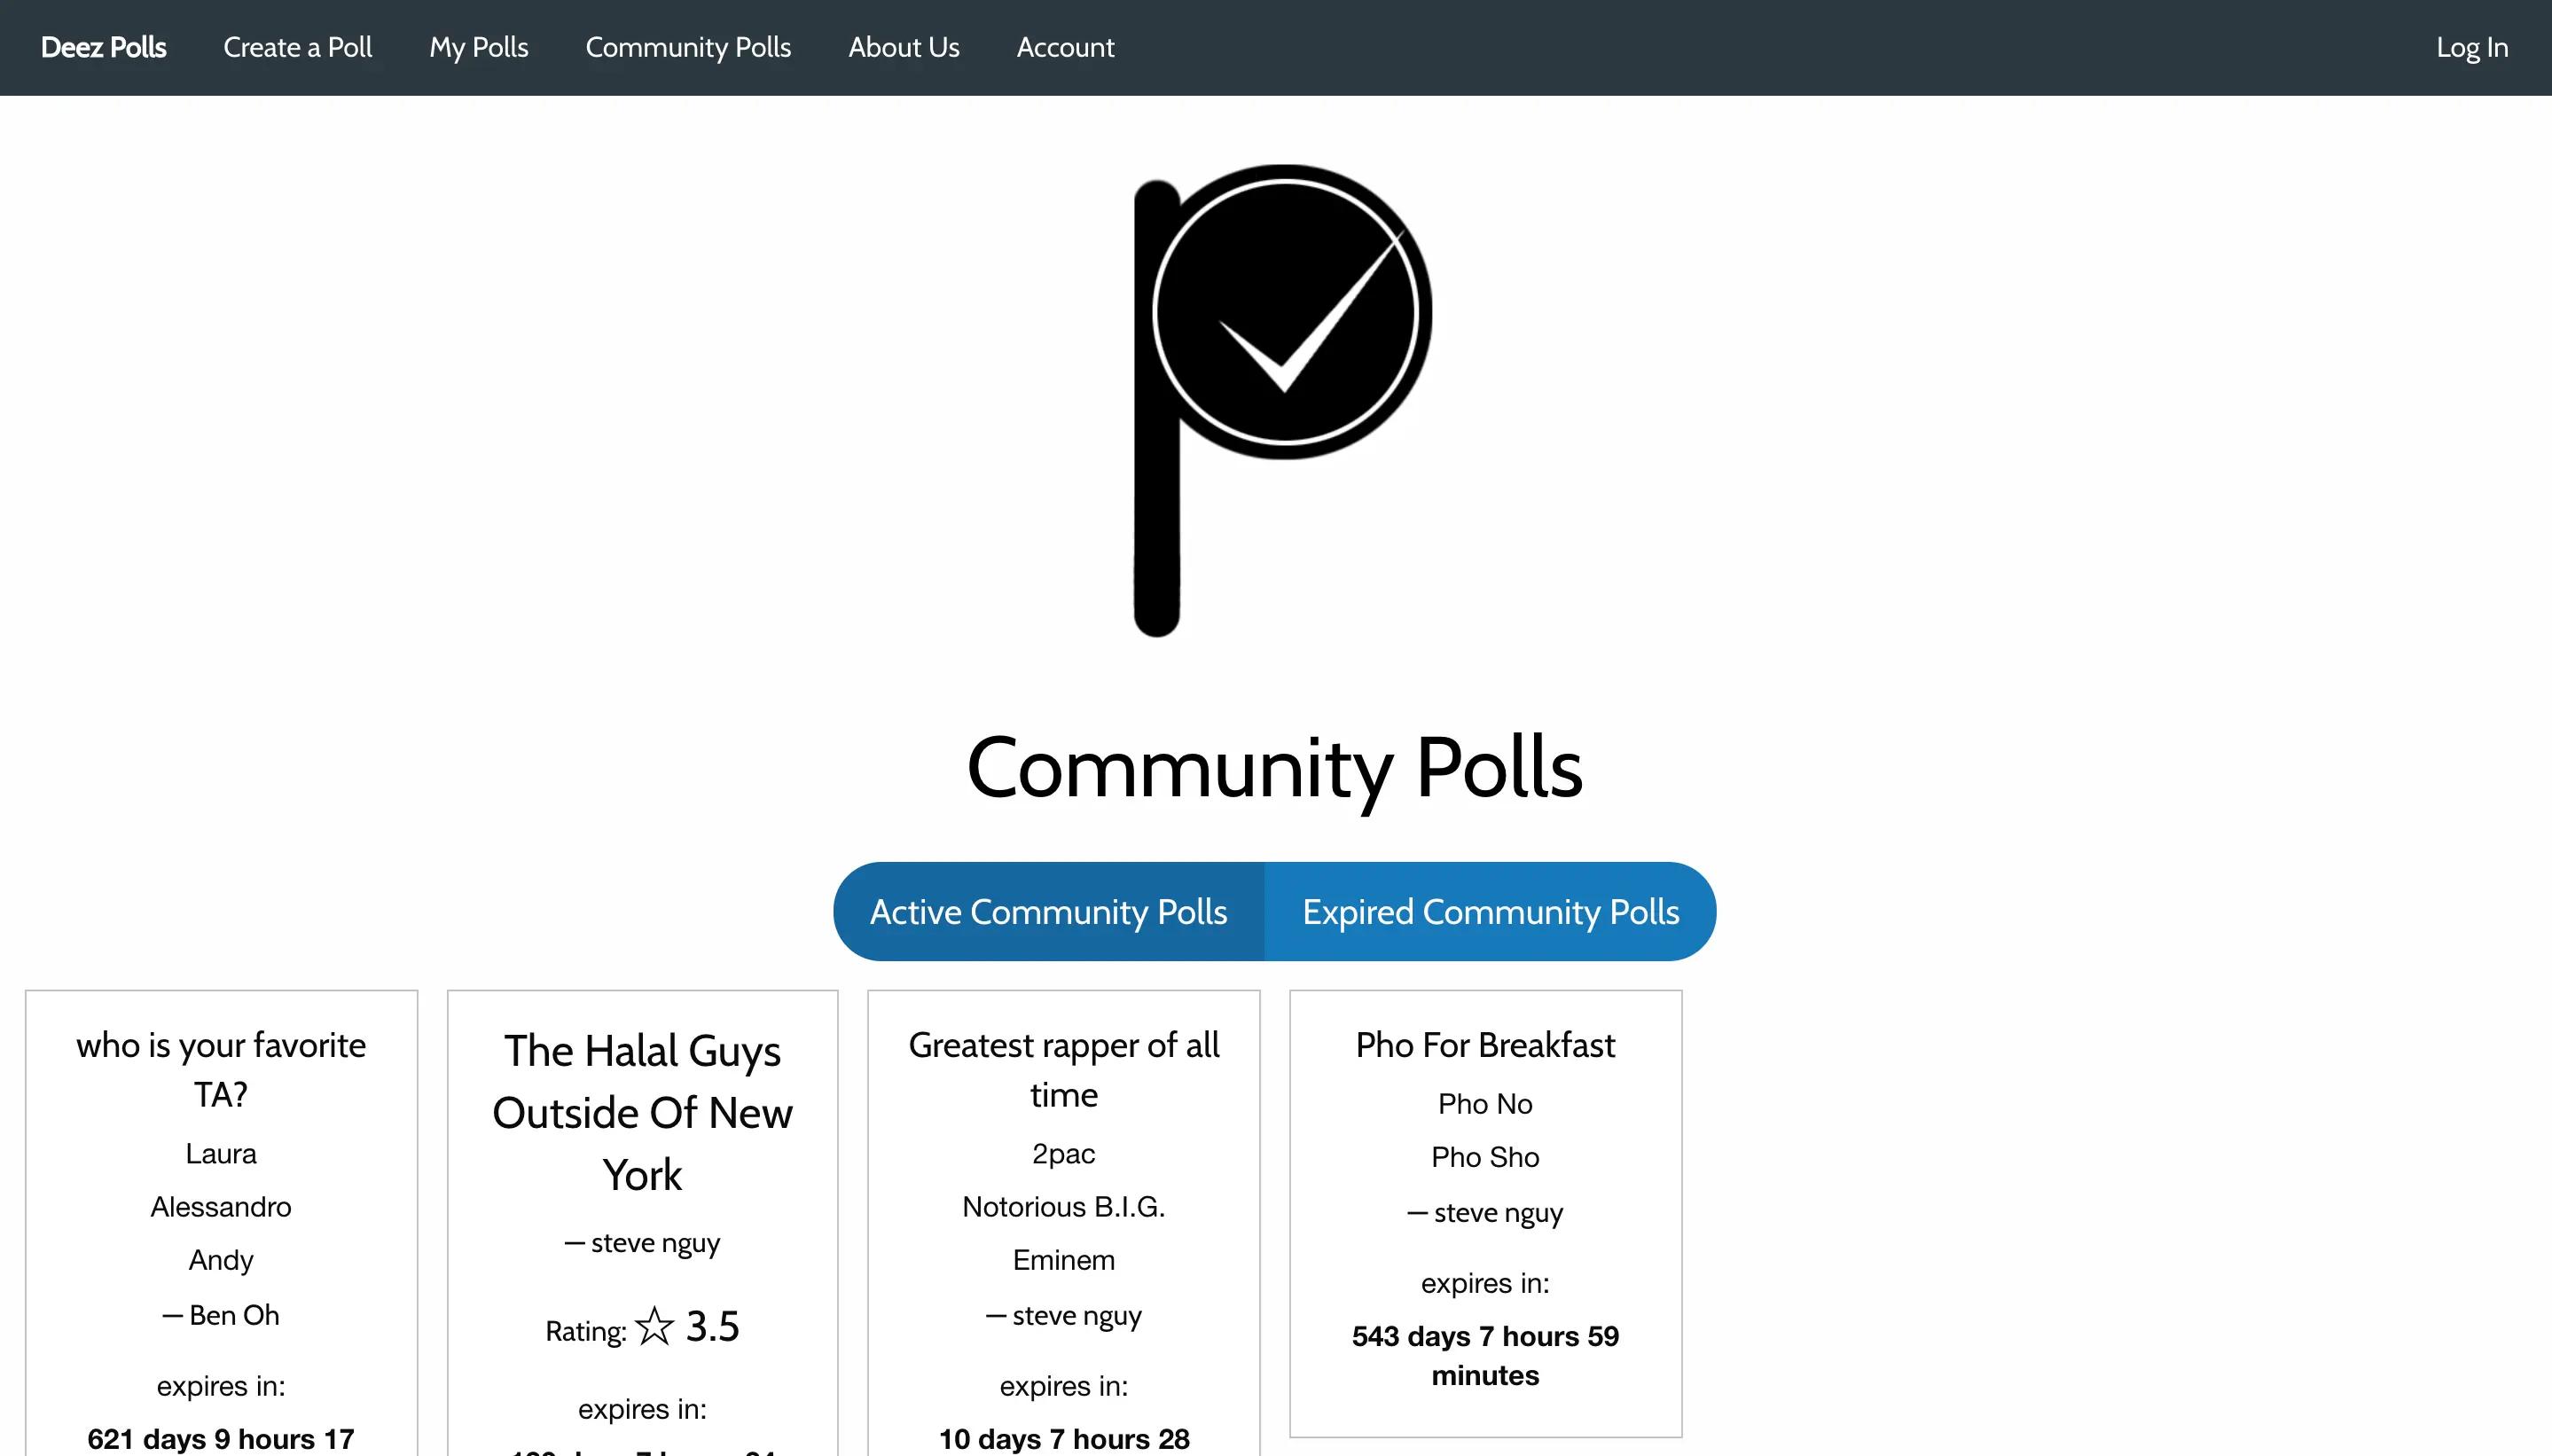 Deez Polls Create a Poll My Polls Community Polls About Us Account Log In
Community Polls
Active Community Polls Expired Community Polls
who is your favorite
TA?
Laura
Alessandro
Andy
— Ben Oh
expires in:
621 days 9 hours 17
The Halal Guys
Outside Of New
York
— steve nguy
Rating: ☆ 3.5
expires in:
Greatest rapper of all
time
2pac
Notorious B.I.G.
Eminem
— steve nguy
expires in:
10 days 7 hours 28
Pho For Breakfast
Pho No
Pho Sho
— steve nguy
expires in:
543 days 7 hours 59
minutes